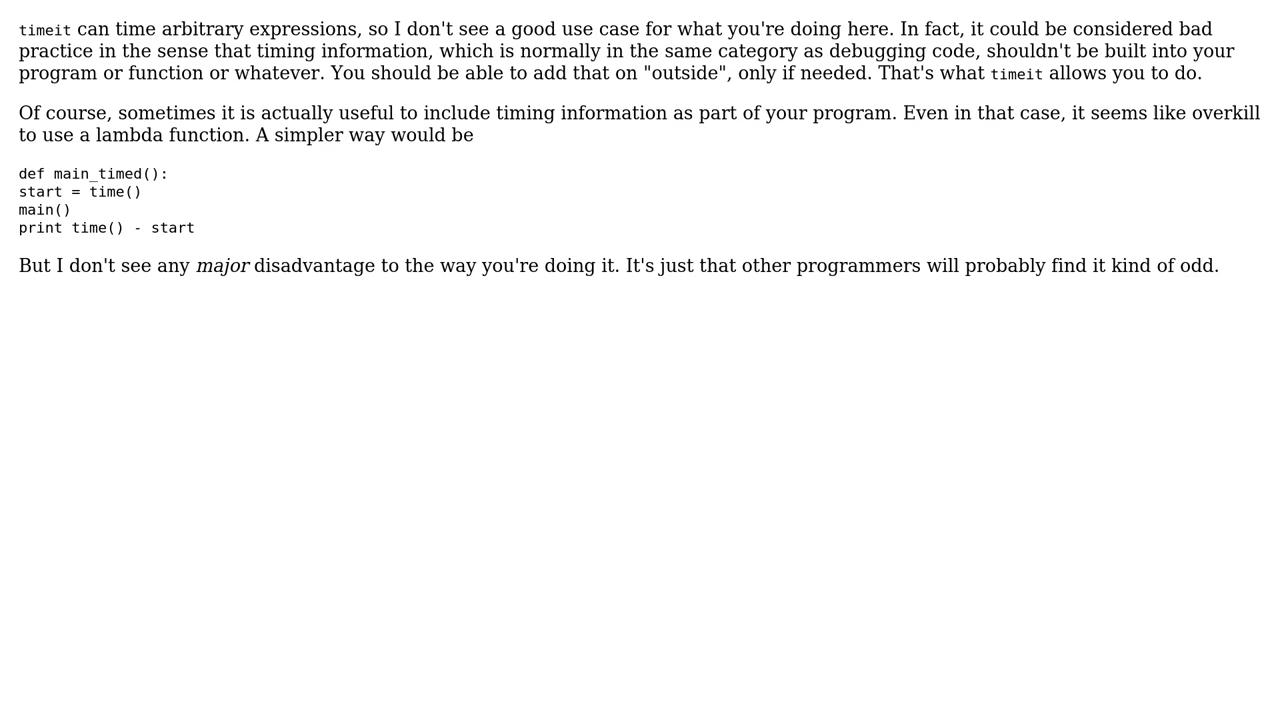 timeit can time arbitrary expressions, so I don't see a good use case for what you're doing here. In fact, it could be considered bad
practice in the sense that timing information, which is normally in the same category as debugging code, shouldn't be built into your
program or function or whatever. You should be able to add that on "outside", only if needed. That's what timeit allows you to do.
Of course, sometimes it is actually useful to include timing information as part of your program. Even in that case, it seems like overkill
to use a lambda function. A simpler way would be
def main_timed():
start = time()
main()
print time() - start
But I don't see any major disadvantage to the way you're doing it. It's just that other programmers will probably find it kind of odd.